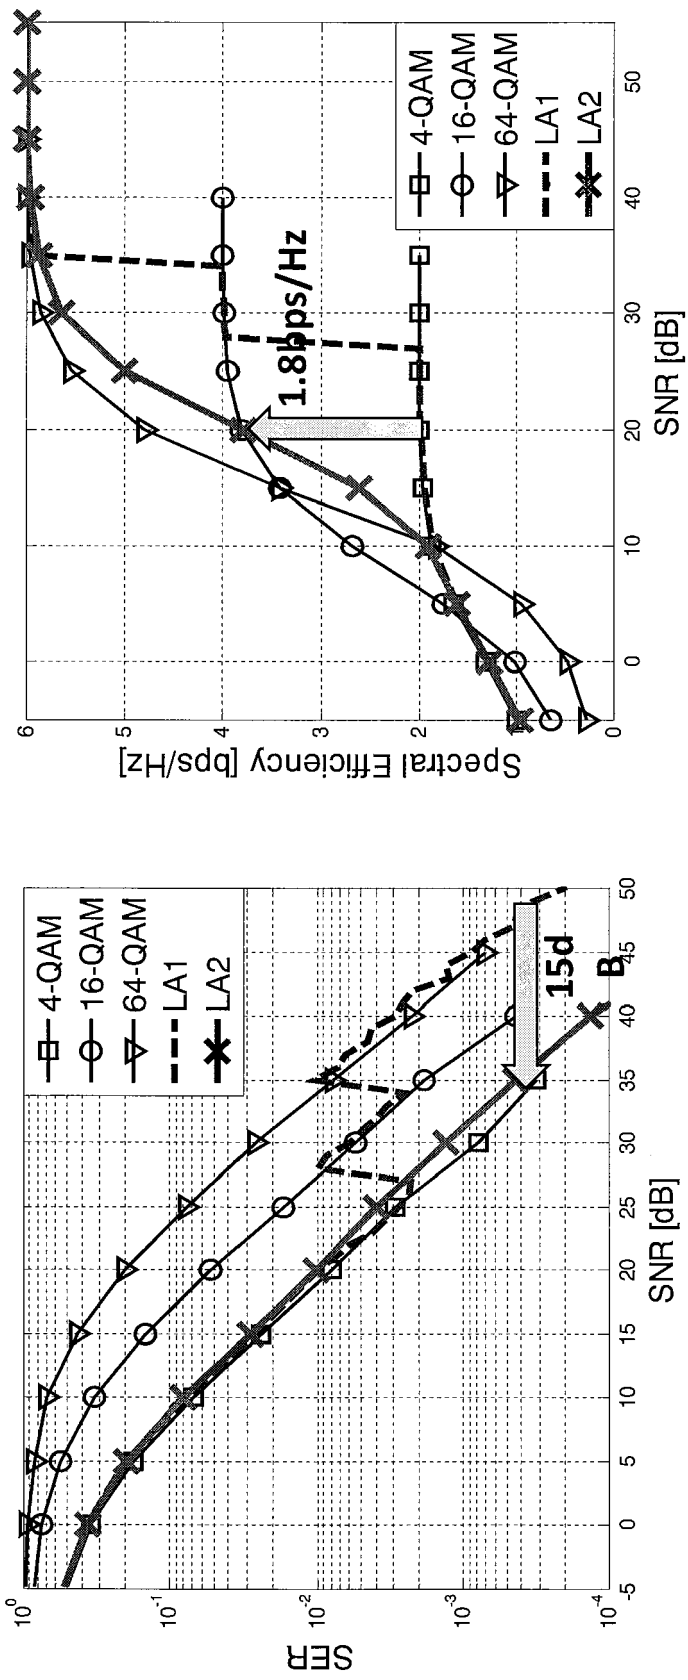 10⁰
10⁻¹
10⁻²
10⁻³
10⁻⁴
SER
-5
0
5
10
15
20
25
30
35
40
45
50
SNR [dB]
4-QAM
16-QAM
64-QAM
LA1
LA2
15d
B
6
5
4
3
2
1
0
Spectral Efficiency [bps/Hz]
0
10
20
30
40
50
SNR [dB]
4-QAM
16-QAM
64-QAM
LA1
LA2
1.8bps/Hz